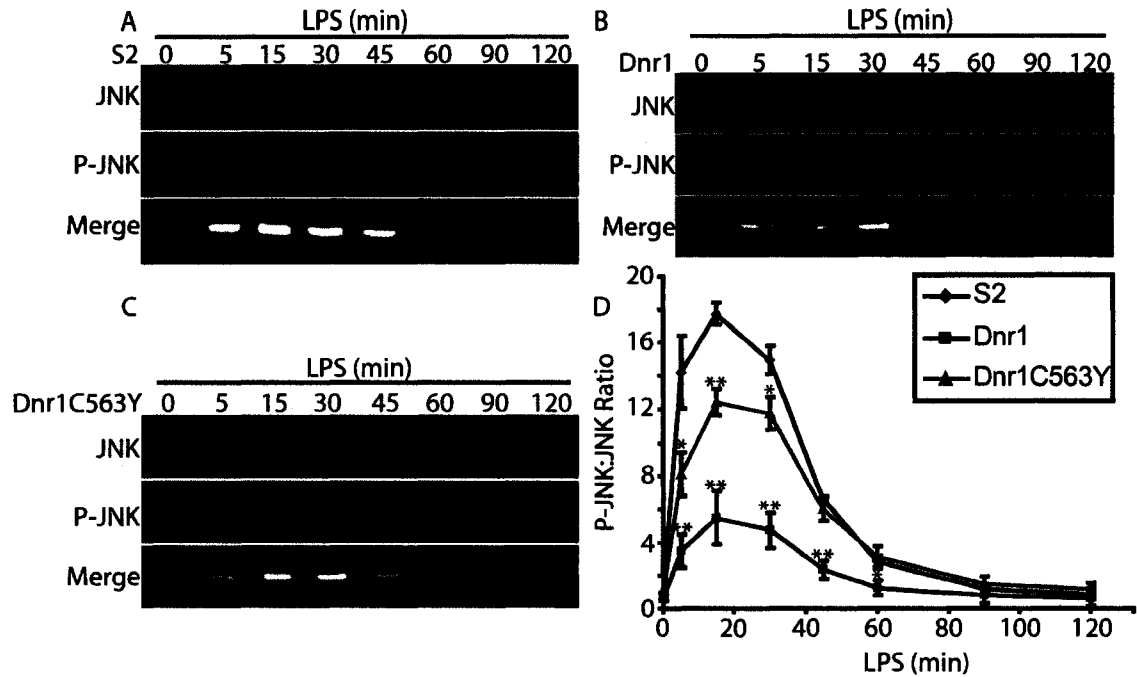 A
LPS (min)
S2 0 5 15 30 45 60 90 120
JNK
P-JNK
Merge
B
LPS (min)
Dnr1 0 5 15 30 45 60 90 120
JNK
P-JNK
Merge
C
LPS (min)
Dnr1C563Y 0 5 15 30 45 60 90 120
JNK
P-JNK
Merge
D
P-JNK:JNK Ratio
20
16
12
8
4
0
** * * ** ** ** ** ** *
S2
Dnr1
Dnr1C563Y
0 20 40 60 80 100 120
LPS (min)